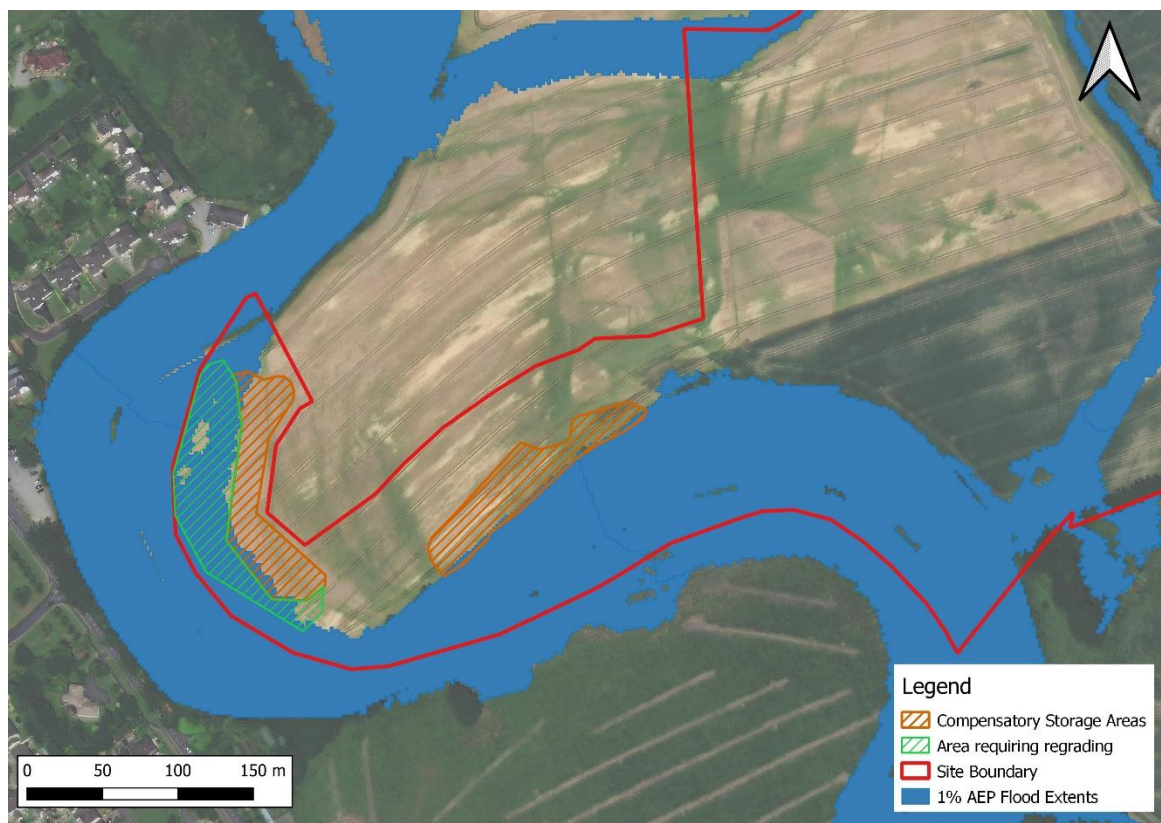 0 50 100 150 m
Legend
Compensatory Storage Areas
Area requiring regrading
Site Boundary
1% AEP Flood Extents